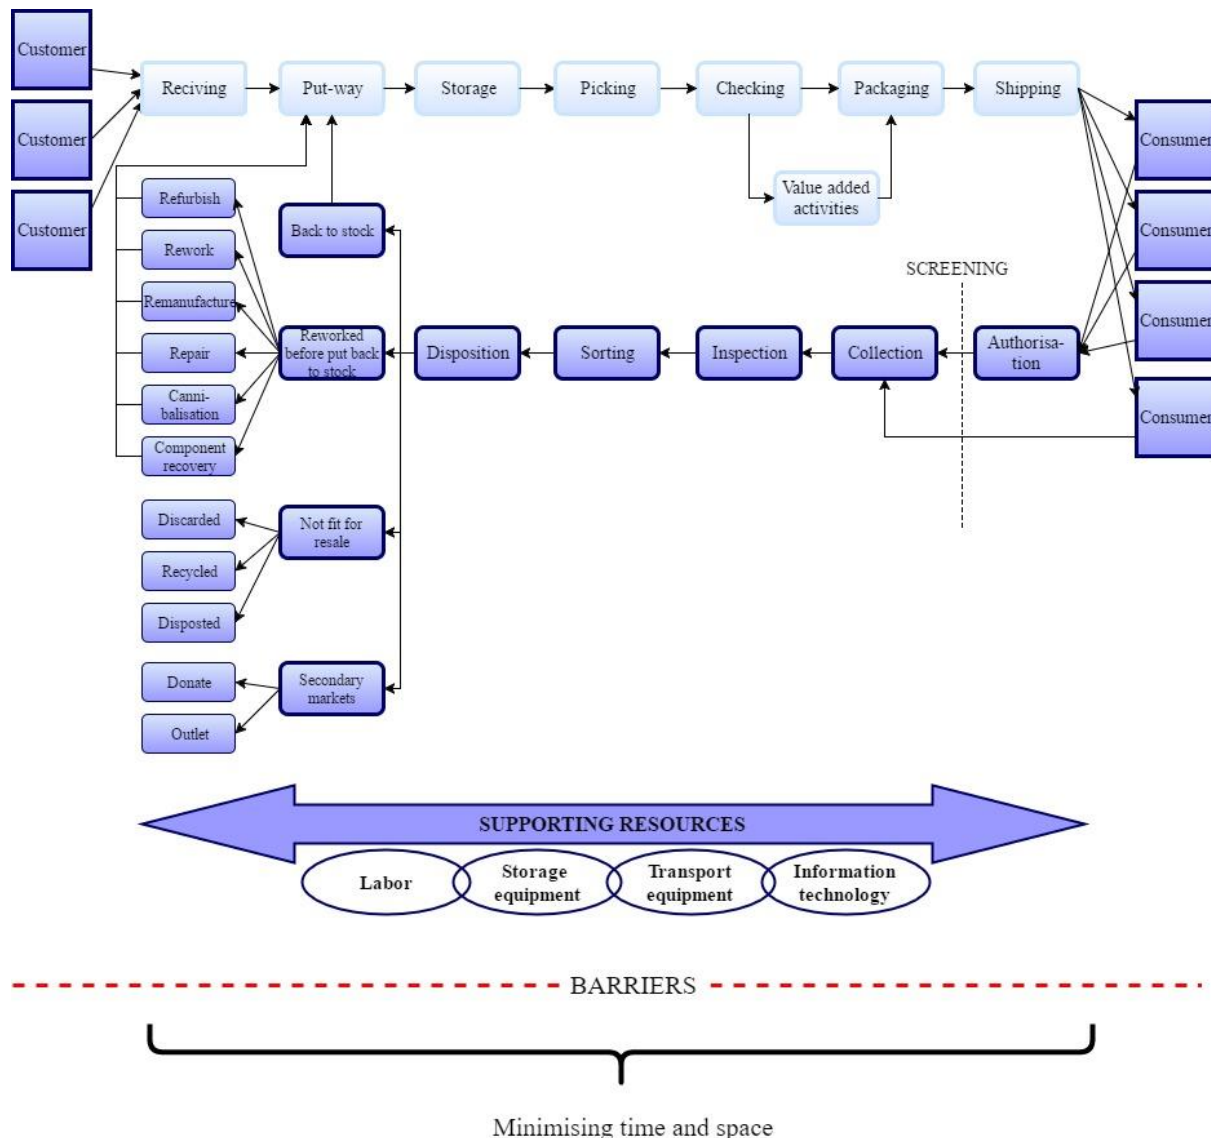 Customer
Customer
Customer
Reciving
Put-way
Storage
Picking
Checking
Packaging
Shipping
Value added
activities
Consumer
Consumer
Consumer
Consumer
Refurbish
Rework
Remanufacture
Repair
Canni-
balisation
Component
recovery
Back to stock
Reworked
before put back
to stock
Disposition
Sorting
Inspection
Collection
SCREENING
Authorisa-
tion
Discarded
Recycled
Disposted
Not fit for
resale
Donate
Outlet
Secondary
markets
SUPPORTING RESOURCES
Labor
Storage
equipment
Transport
equipment
Information
technology
BARRIERS
Minimising time and space